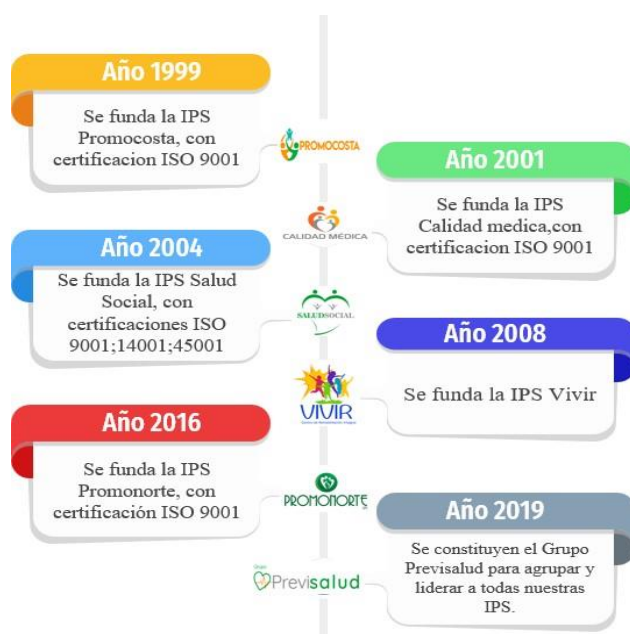 Año 1999
Se funda la IPS
Promocosta, con
certificacion ISO 9001
PROMOCOSTA
Año 2001
Se funda la IPS
Calidad medica,con
certificacion ISO 9001
CALIDAD MÉDICA
Año 2004
Se funda la IPS Salud
Social, con
certificaciones ISO
9001;14001;45001
SALUDSOCIAL
Año 2008
Se funda la IPS Vivir
VIVIR
Año 2016
Se funda la IPS
Promonorte, con
certificación ISO 9001
PROMONORTE
Año 2019
Se constituyen el Grupo
Previsalud para agrupar y
liderar a todas nuestras
IPS.
Grupo
Previsalud